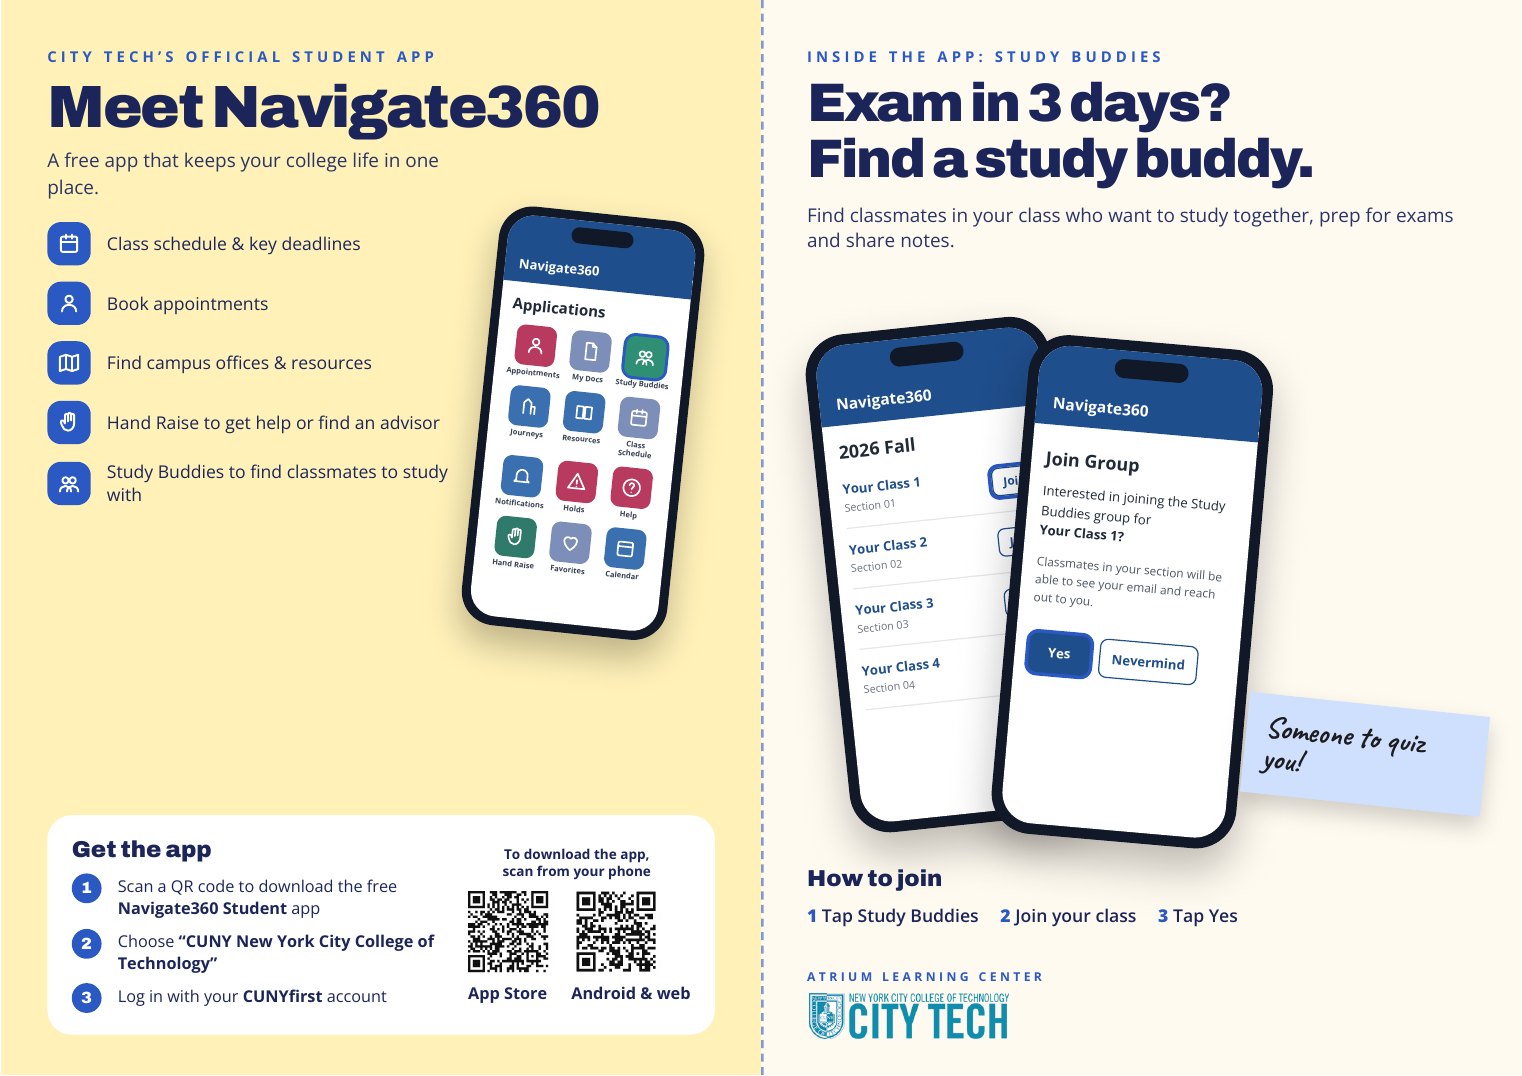 CITY TECH’S OFFICIAL STUDENT APP
Meet Navigate360
A free app that keeps your college life in one
place.
Class schedule & key deadlines
Book appointments
Find campus offices & resources
Hand Raise to get help or find an advisor
Study Buddies to find classmates to study
with
Navigate360
Applications
Appointments
My Docs
Study Buddies
Journeys
Resources
Class
Schedule
Notifications
Holds
Help
Hand Raise
Favorites
Calendar
Get the app
1 Scan a QR code to download the free
Navigate360 Student app
2 Choose “CUNY New York City College of
Technology”
3 Log in with your CUNYfirst account
To download the app,
scan from your phone
App Store
Android & web
INSIDE THE APP: STUDY BUDDIES
Exam in 3 days?
Find a study buddy.
Find classmates in your class who want to study together, prep for exams
and share notes.
Navigate360
2026 Fall
Your Class 1
Section 01
Your Class 2
Section 02
Your Class 3
Section 03
Your Class 4
Section 04
Navigate360
Join Group
Interested in joining the Study
Buddies group for
Your Class 1?
Classmates in your section will be
able to see your email and reach
out to you.
Yes
Nevermind
Someone to quiz
you!
How to join
1 Tap Study Buddies 2 Join your class 3 Tap Yes
ATRIUM LEARNING CENTER
NEW YORK CITY COLLEGE OF TECHNOLOGY
CITY TECH